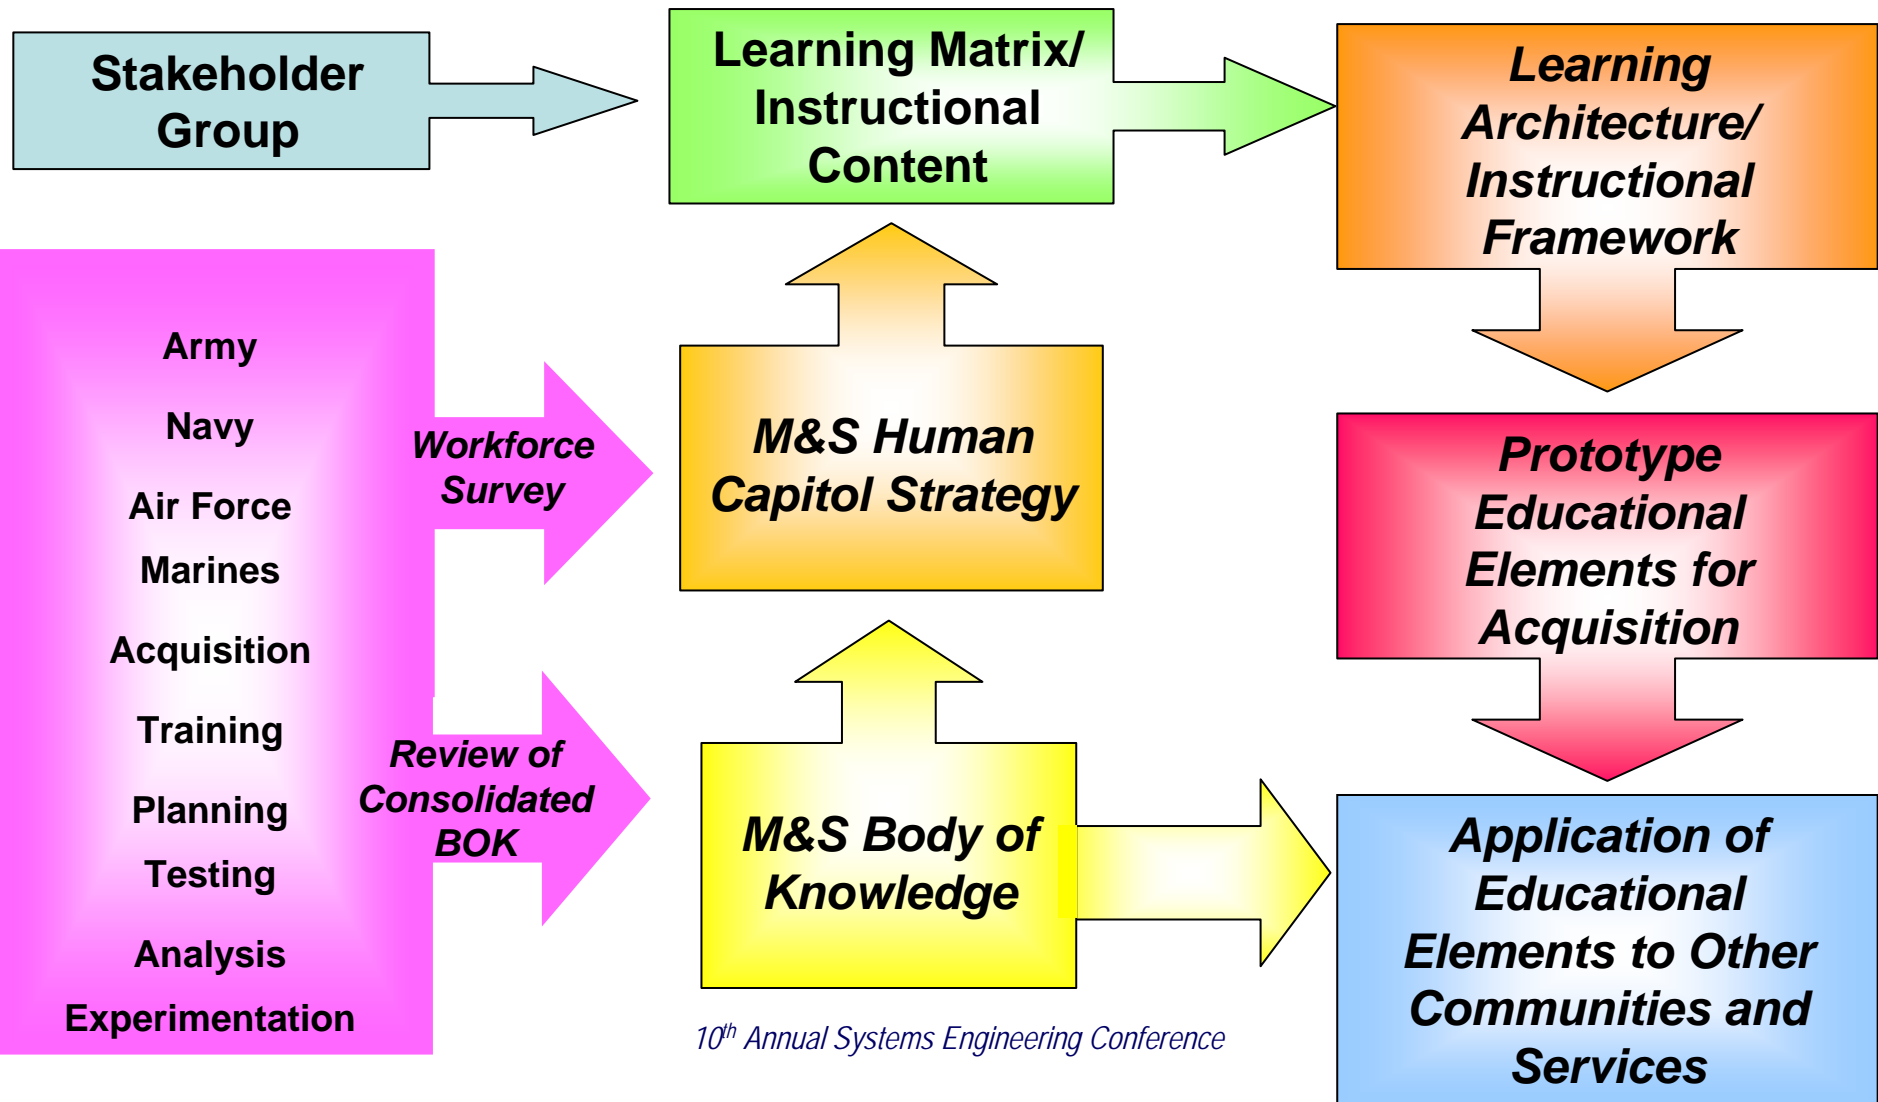 Stakeholder
Group
Learning Matrix/
Instructional
Content
Learning
Architecture/
Instructional
Framework
Army
Navy
Air Force
Marines
Acquisition
Training
Planning
Testing
Analysis
Experimentation
Workforce
Survey
Review of
Consolidated
BOK
M&S Human
Capitol Strategy
M&S Body of
Knowledge
Prototype
Educational
Elements for
Acquisition
Application of
Educational
Elements to Other
Communities and
Services
10th Annual Systems Engineering Conference